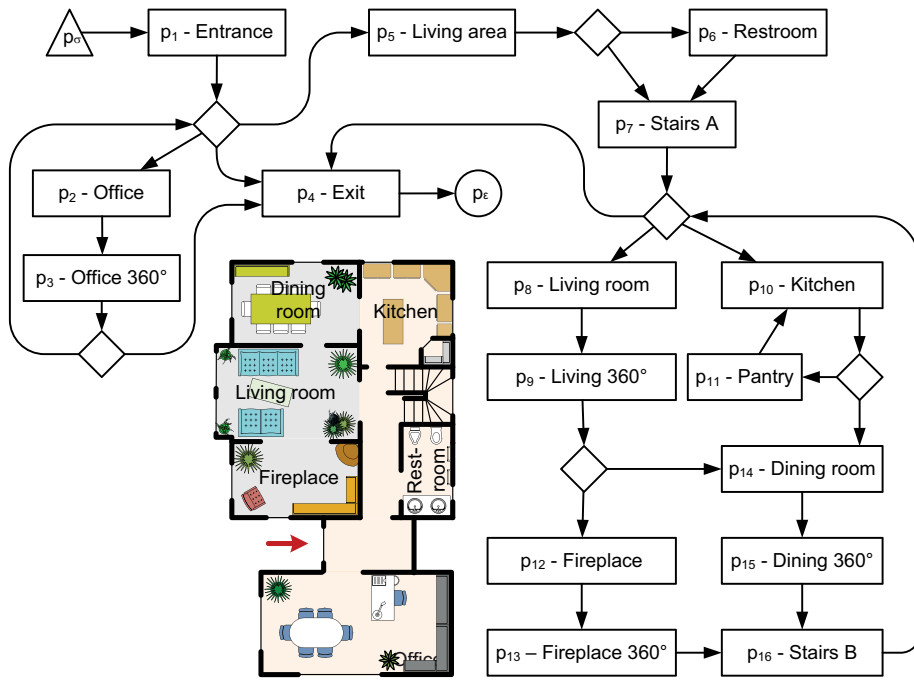 pσ
p₁ - Entrance
p₅ - Living area
p₆ - Restroom
p₇ - Stairs A
p₂ - Office
p₄ - Exit
pε
p₃ - Office 360°
p₈ - Living room
p₁₀ - Kitchen
p₉ - Living 360°
p₁₁ - Pantry
p₁₄ - Dining room
p₁₂ - Fireplace
p₁₅ - Dining 360°
p₁₃ – Fireplace 360°
p₁₆ - Stairs B
Dining
room
Kitchen
Living room
Fireplace
Rest-
room
Office